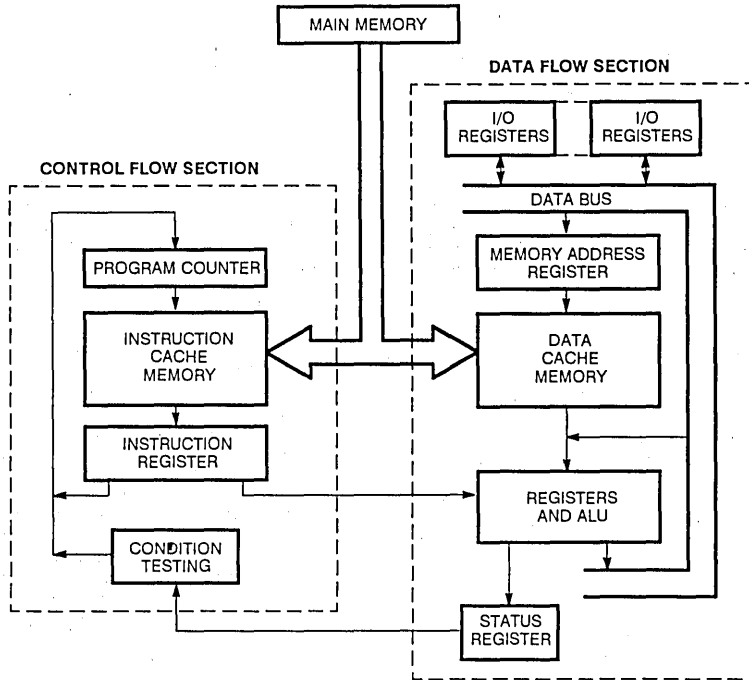 MAIN MEMORY
DATA FLOW SECTION
I/O
REGISTERS
I/O
REGISTERS
DATA BUS
MEMORY ADDRESS
REGISTER
DATA
CACHE
MEMORY
REGISTERS
AND ALU
STATUS
REGISTER
CONTROL FLOW SECTION
PROGRAM COUNTER
INSTRUCTION
CACHE
MEMORY
INSTRUCTION
REGISTER
CONDITION
TESTING